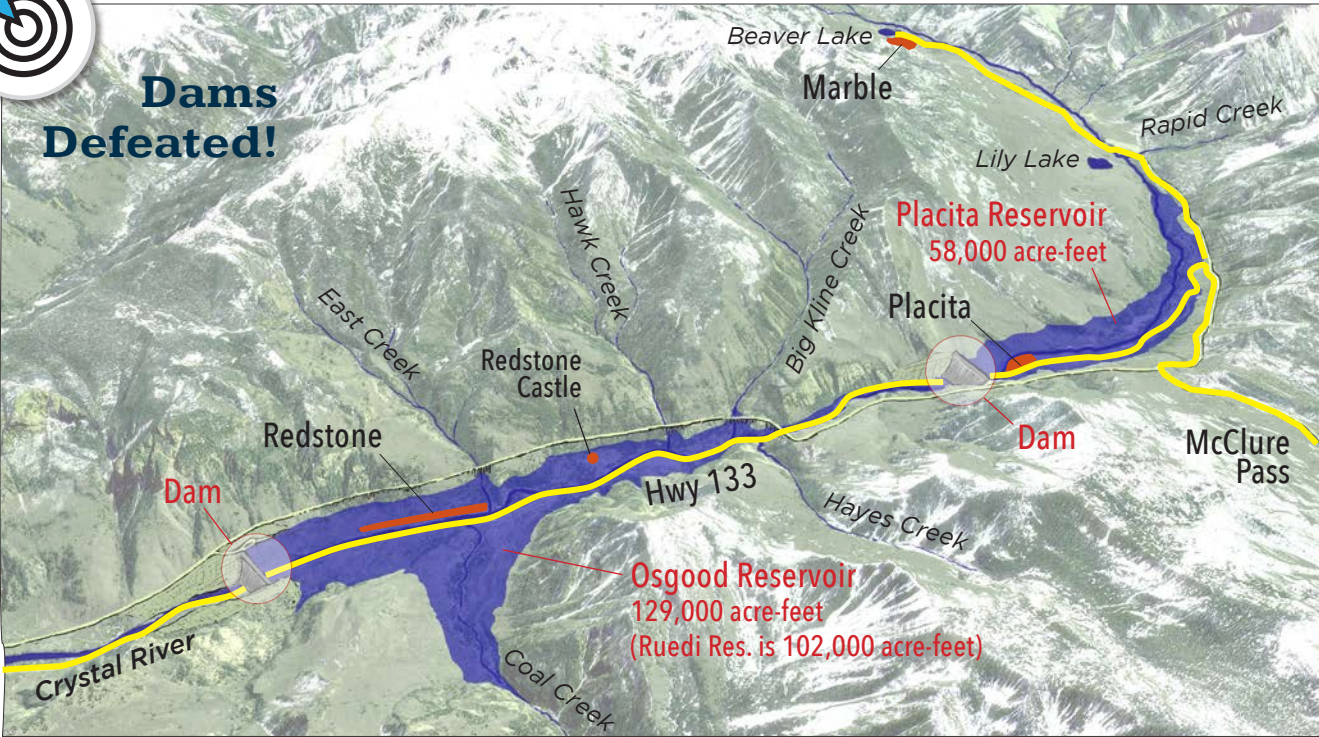 Dams
Defeated!
Beaver Lake
Marble
Rapid Creek
Lily Lake
Placita Reservoir
58,000 acre-feet
Hawk Creek
Big Kline Creek
East Creek
Placita
Redstone
Castle
Redstone
Dam
McClure
Pass
Dam
Hwy 133
Hayes Creek
Osgood Reservoir
129,000 acre-feet
(Ruedi Res. is 102,000 acre-feet)
Crystal River
Coal Creek